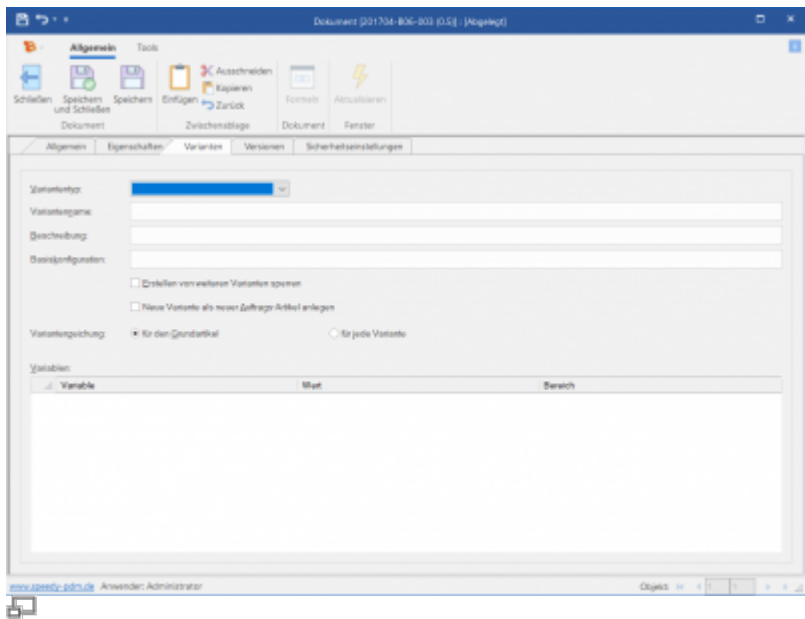 Dokument [201704-B06-003 (0.5)] : [Abgelegt]
Allgemein Tools
Schließen Speichern und Schließen Speichern Einfügen Ausschneiden Kopieren Zurück Formeln Aktualisieren
Dokument Zwischenablage Dokument Fenster
Allgemein Eigenschaften Varianten Versionen Sicherheitseinstellungen
Variantentyp:
Variantenname:
Beschreibung:
Basiskonfiguration:
Erstellen von weiteren Varianten sperren
Neue Variante als neuer Auftrags-Artikel anlegen
Variantenzeichung: für den Grundartikel für jede Variante
Variablen:
Variable Wert Bereich
www.speedy-pdm.de Anwender: Administrator Objekt: